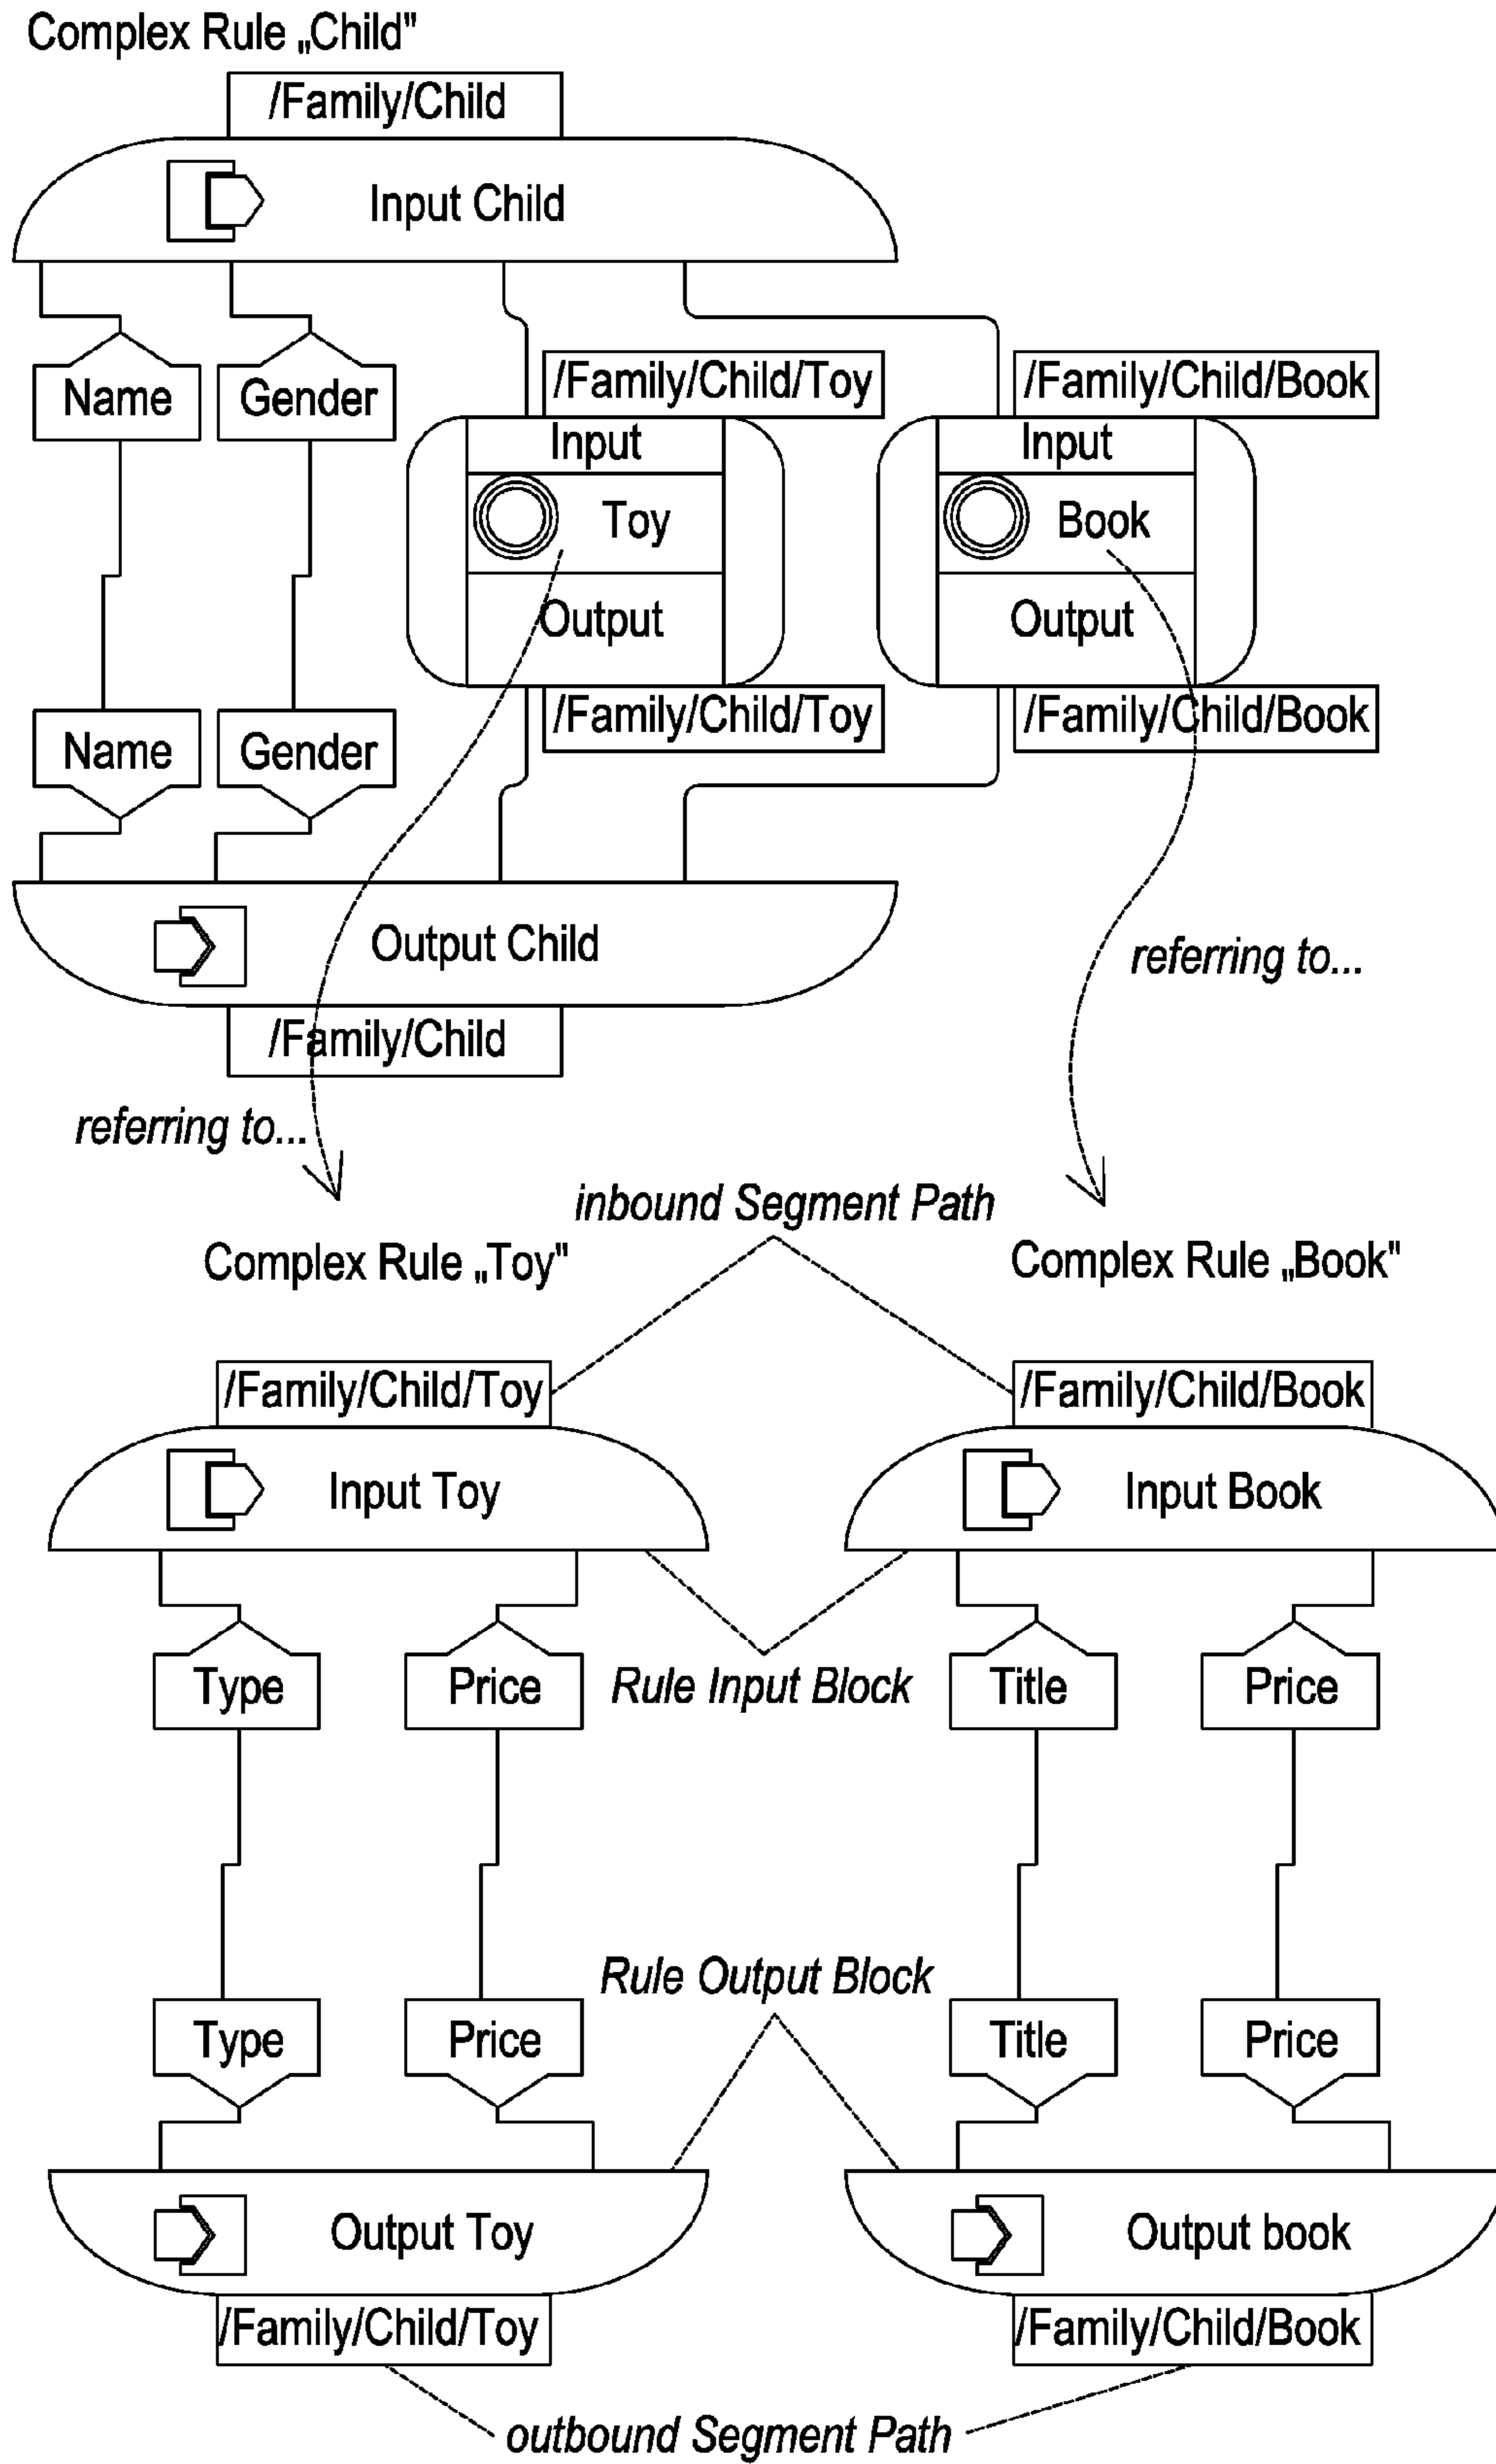 Complex Rule „Child"
/Family/Child
Input Child
/Family/Child/Toy /Family/Child/Book
Name Gender
Input Input
Toy Book
Output Output
/Family/Child/Toy /Family/Child/Book
Name Gender
Output Child
referring to...
/Family/Child
referring to...
inbound Segment Path
Complex Rule „Toy" Complex Rule „Book"
/Family/Child/Toy /Family/Child/Book
Input Toy Input Book
Type Price Rule Input Block Title Price
Rule Output Block
Type Price Title Price
Output Toy Output book
/Family/Child/Toy /Family/Child/Book
outbound Segment Path